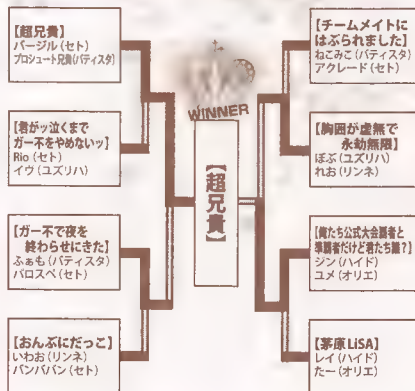 【超兄貴】
バージル(セト)
プロシュート兄貴(バティスタ)
【君がッ泣くまで
ガー不をやめないッ】
Rio(セト)
イヴ(ユズリハ)
【ガー不で夜を
終わらせにきた】
ふぁも(バティスタ)
バロスペ(セト)
【おんぶにだっこ】
いわお(リンネ)
バンババン(セト)
WINNER
【超兄貴】
【チームメイトに
はぶられました】
ねこみこ(バティスタ)
アクレード(セト)
【胸囲が虚無で
永劫無限】
ぼぶ(ユズリハ)
れお(リンネ)
【俺たち公式大会覇者と
準覇者だけど君たち誰?】
ジン(ハイド)
ユメ(オリエ)
【茅原LiSA】
レイ(ハイド)
たー(オリエ)